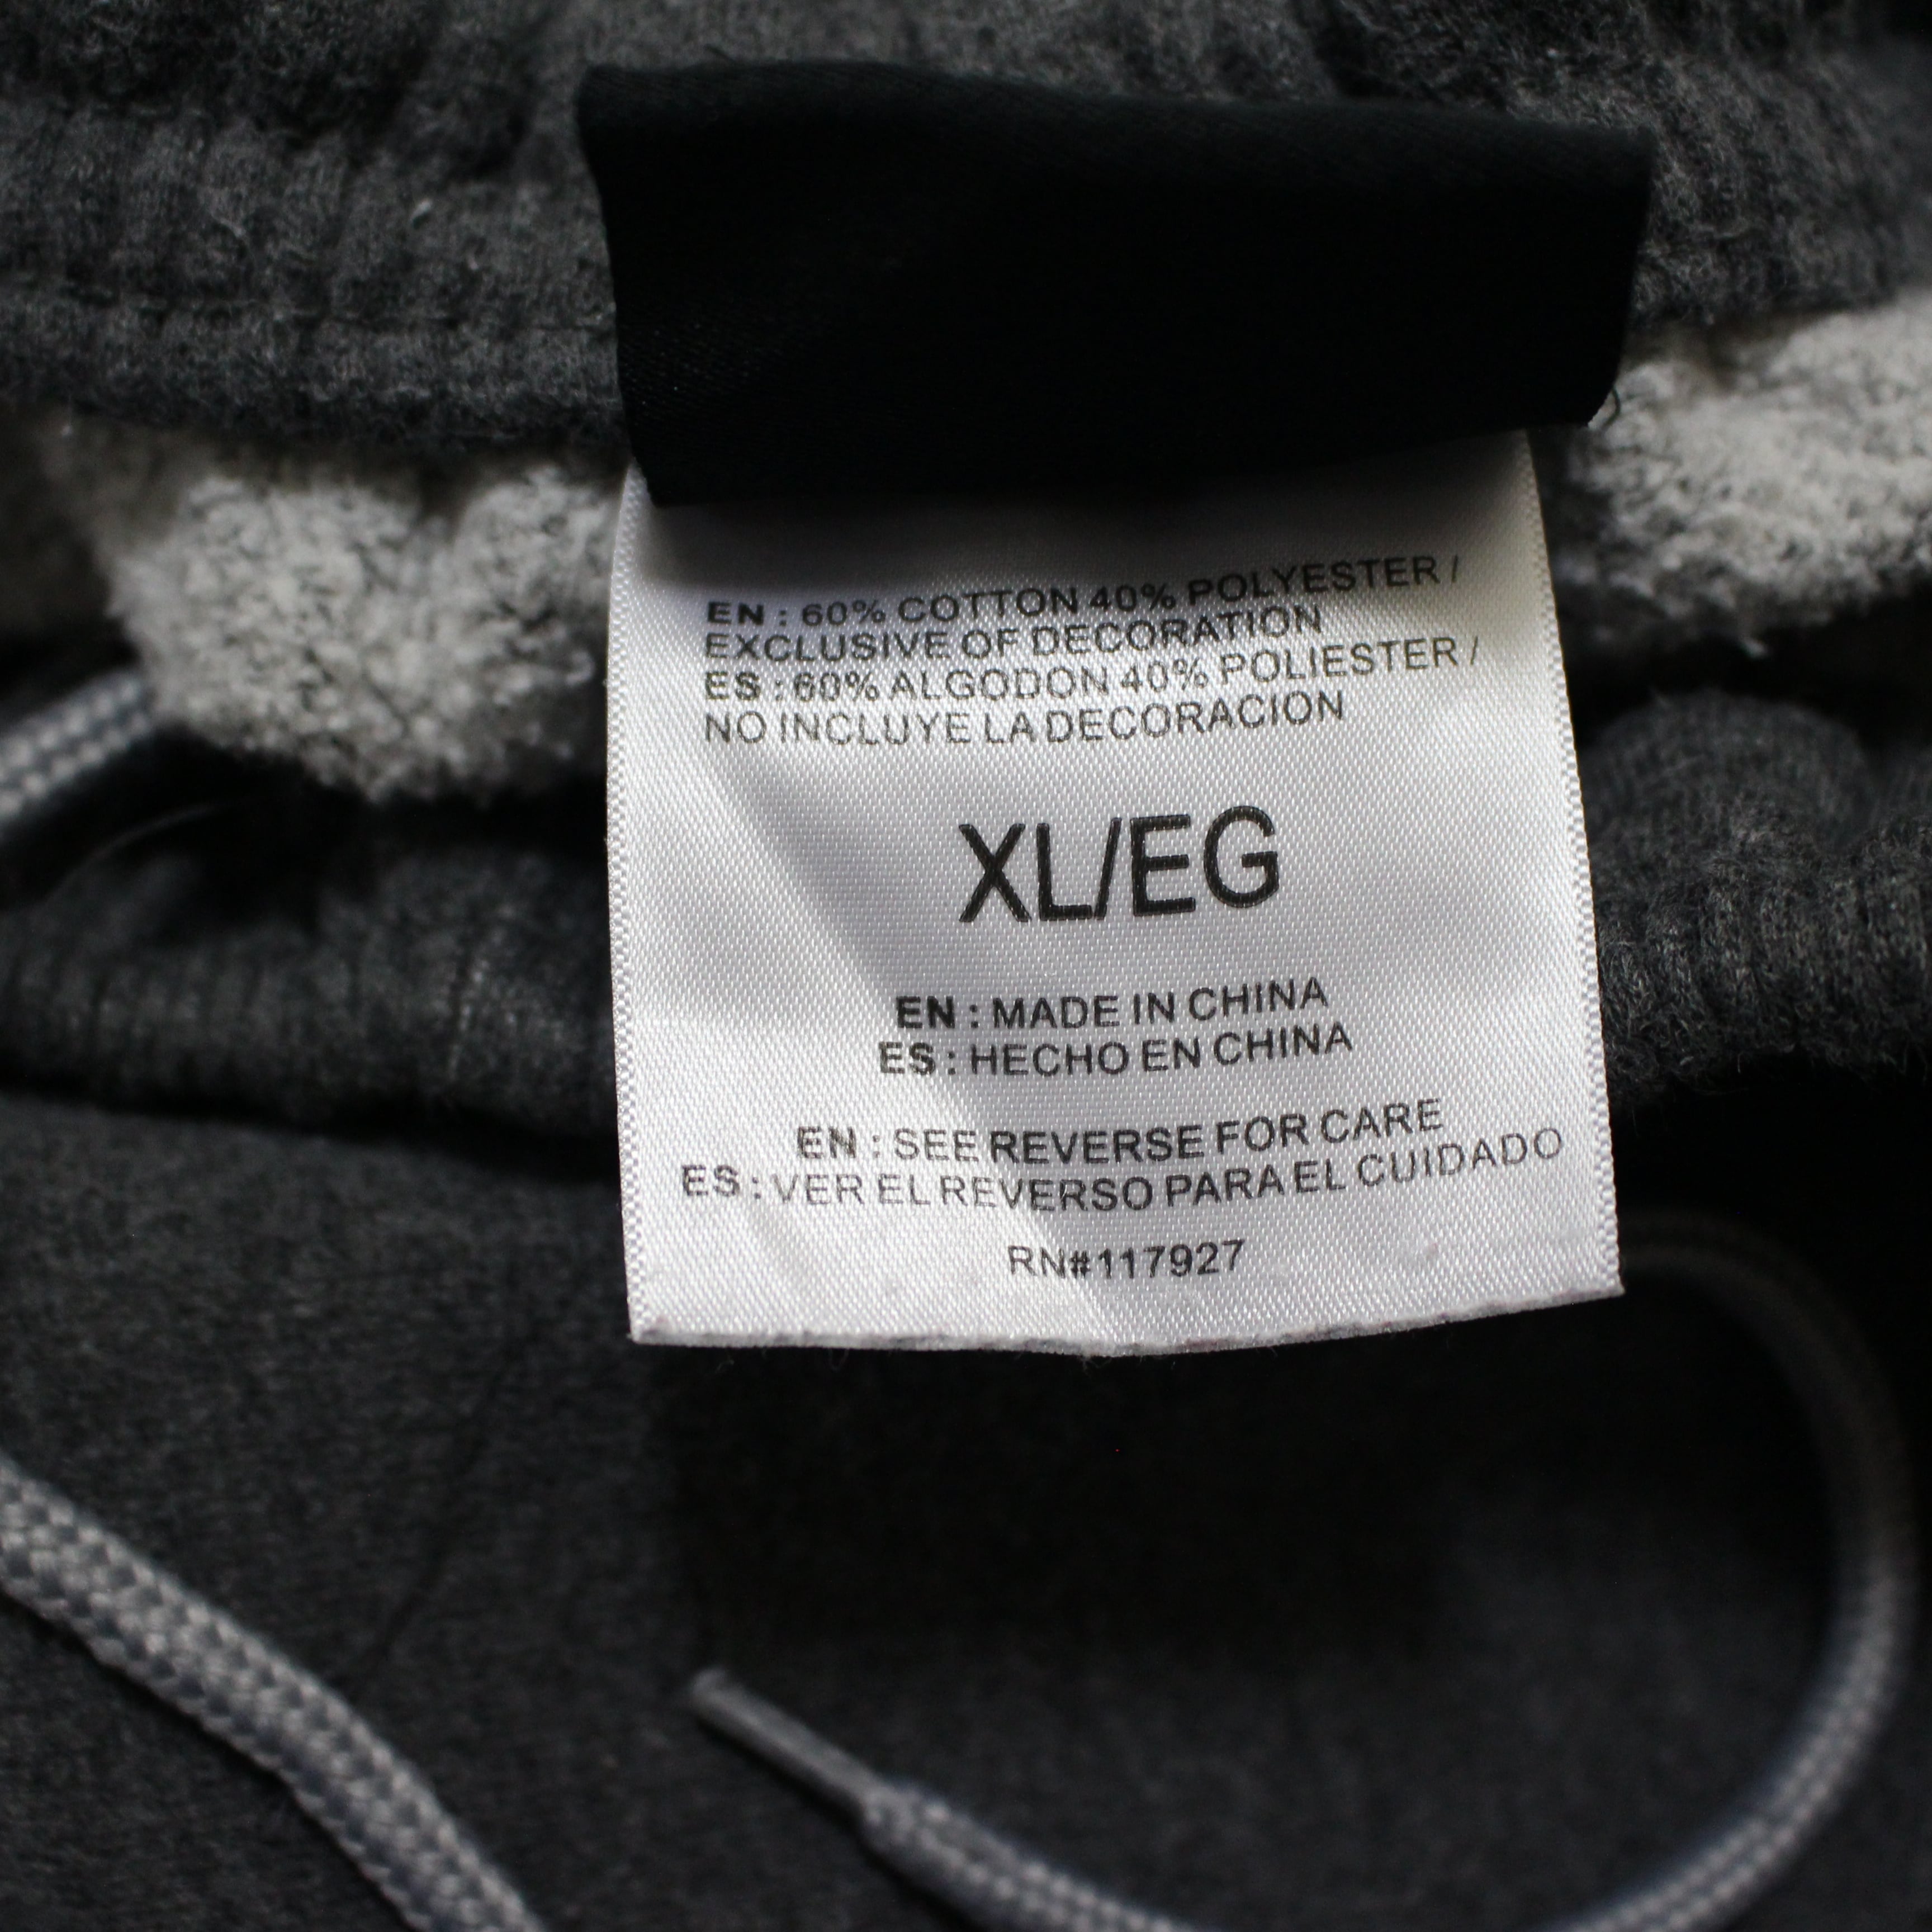 EN : 60% COTTON 40% POLYESTER /
EXCLUSIVE OF DECORATION
ES : 60% ALGODON 40% POLIESTER /
NO INCLUYE LA DECORACION
XL/EG
EN : MADE IN CHINA
ES : HECHO EN CHINA
EN : SEE REVERSE FOR CARE
ES : VER EL REVERSO PARA EL CUIDADO
RN#117927